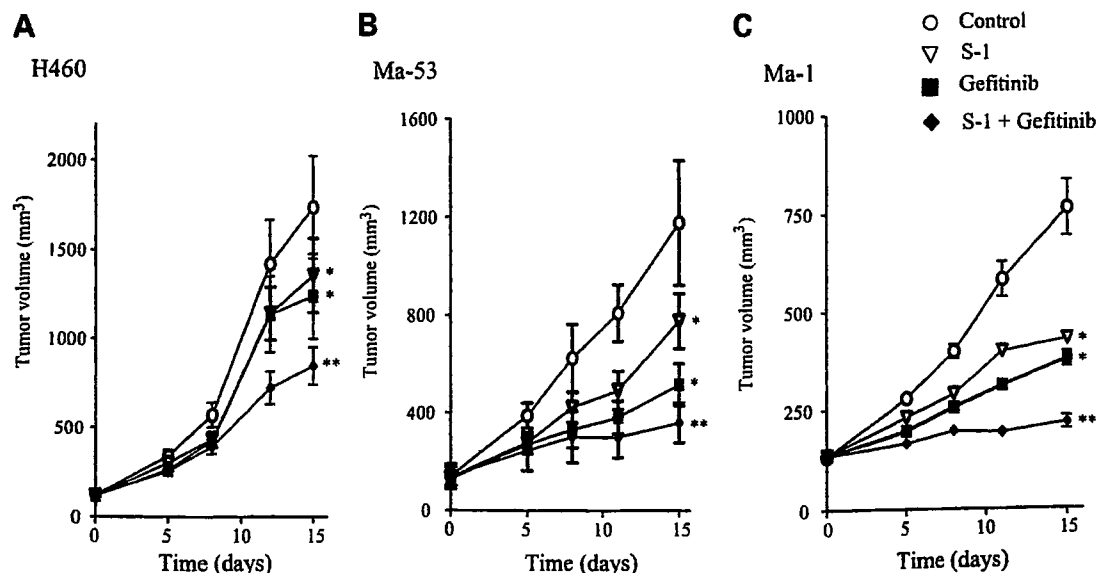 A
H460
Tumor volume (mm³)
2000
1500
1000
500
0
0 5 10 15
Time (days)
*
*
**
B
Ma-53
Tumor volume (mm³)
1600
1200
800
400
0
0 5 10 15
Time (days)
*
*
**
C
Ma-1
Control
S-1
Gefitinib
S-1 + Gefitinib
Tumor volume (mm³)
1000
750
500
250
0
0 5 10 15
Time (days)
*
*
**